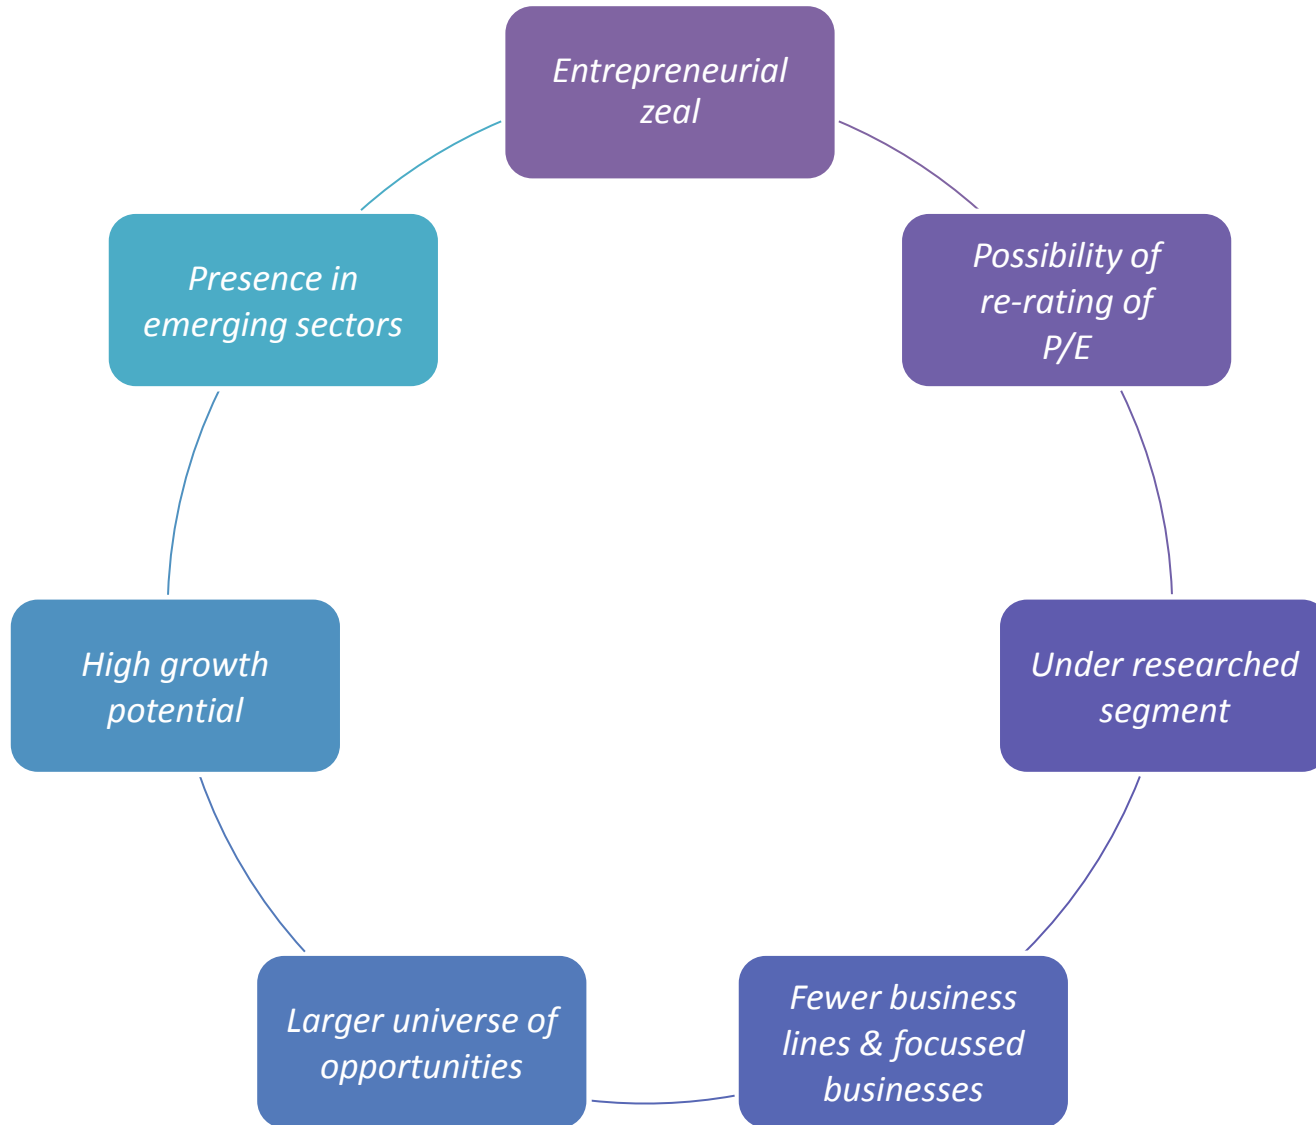 Entrepreneurial
zeal
Possibility of
re-rating of
P/E
Under researched
segment
Fewer business
lines & focussed
businesses
Larger universe of
opportunities
High growth
potential
Presence in
emerging sectors